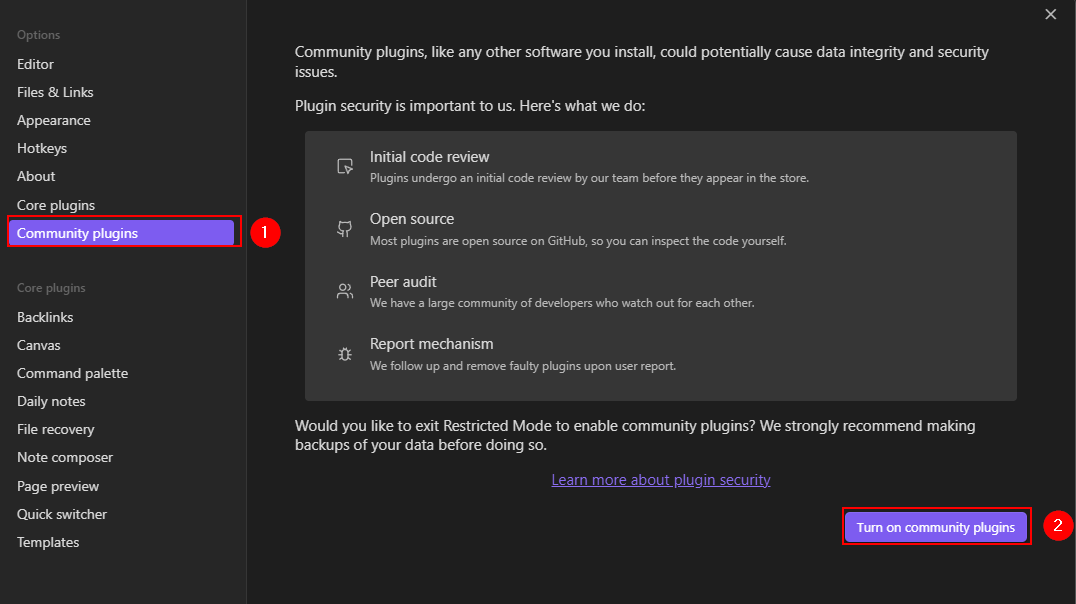 Options
Editor
Files & Links
Appearance
Hotkeys
About
Core plugins
Community plugins
1
Core plugins
Backlinks
Canvas
Command palette
Daily notes
File recovery
Note composer
Page preview
Quick switcher
Templates
Community plugins, like any other software you install, could potentially cause data integrity and security
issues.
Plugin security is important to us. Here's what we do:
Initial code review
Plugins undergo an initial code review by our team before they appear in the store.
Open source
Most plugins are open source on GitHub, so you can inspect the code yourself.
Peer audit
We have a large community of developers who watch out for each other.
Report mechanism
We follow up and remove faulty plugins upon user report.
Would you like to exit Restricted Mode to enable community plugins? We strongly recommend making
backups of your data before doing so.
Learn more about plugin security
Turn on community plugins
2